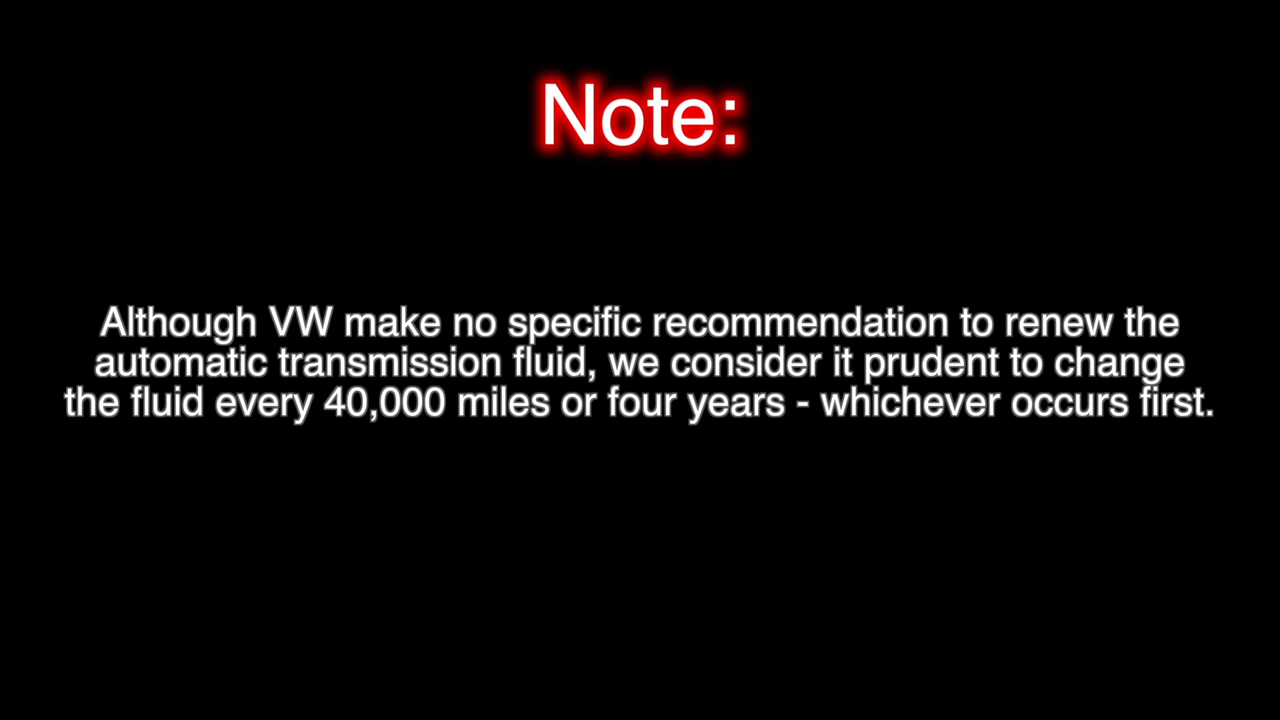 Note:
Although VW make no specific recommendation to renew the
automatic transmission fluid, we consider it prudent to change
the fluid every 40,000 miles or four years - whichever occurs first.